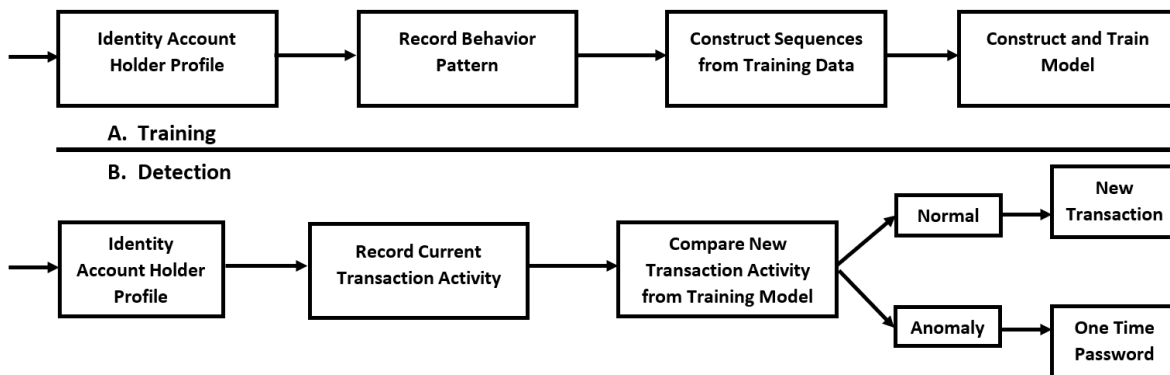 Identity Account
Holder Profile
Record Behavior
Pattern
Construct Sequences
from Training Data
Construct and Train
Model
A. Training
B. Detection
Identity
Account Holder
Profile
Record Current
Transaction Activity
Compare New
Transaction Activity
from Training Model
Normal
New
Transaction
Anomaly
One Time
Password